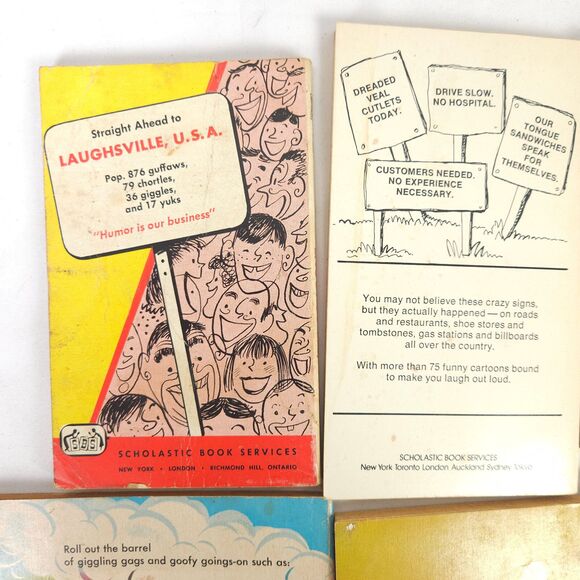 Straight Ahead to
LAUGHSVILLE, U.S.A.
Pop. 876 guffaws,
79 chortles,
36 giggles,
and 17 yuks
"Humor is our business"
SBS
SCHOLASTIC BOOK SERVICES
NEW YORK • LONDON • RICHMOND HILL, ONTARIO
DREADED
VEAL
CUTLETS
TODAY.
DRIVE SLOW.
NO HOSPITAL.
OUR
TONGUE
SANDWICHES
SPEAK
FOR
THEMSELVES.
CUSTOMERS NEEDED.
NO EXPERIENCE
NECESSARY.
You may not believe these crazy signs,
but they actually happened — on roads
and restaurants, shoe stores and
tombstones, gas stations and billboards
all over the country.
With more than 75 funny cartoons bound
to make you laugh out loud.
SCHOLASTIC BOOK SERVICES
New York Toronto London Auckland Sydney Tokyo
Roll out the barrel
of giggling gags and goofy goings-on such as: